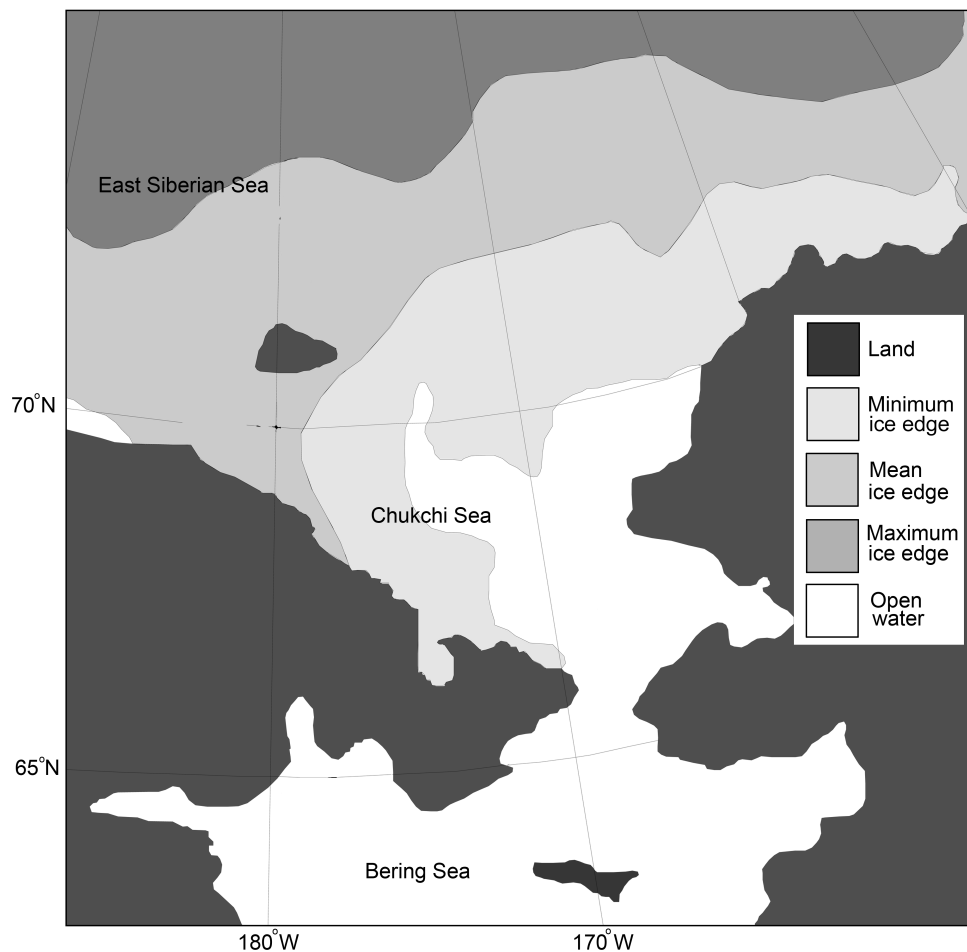 East Siberian Sea
Land
70°N
Minimum
ice edge
Mean
ice edge
Chukchi Sea
Maximum
ice edge
Open
water
65°N
Bering Sea
180°W
170°W